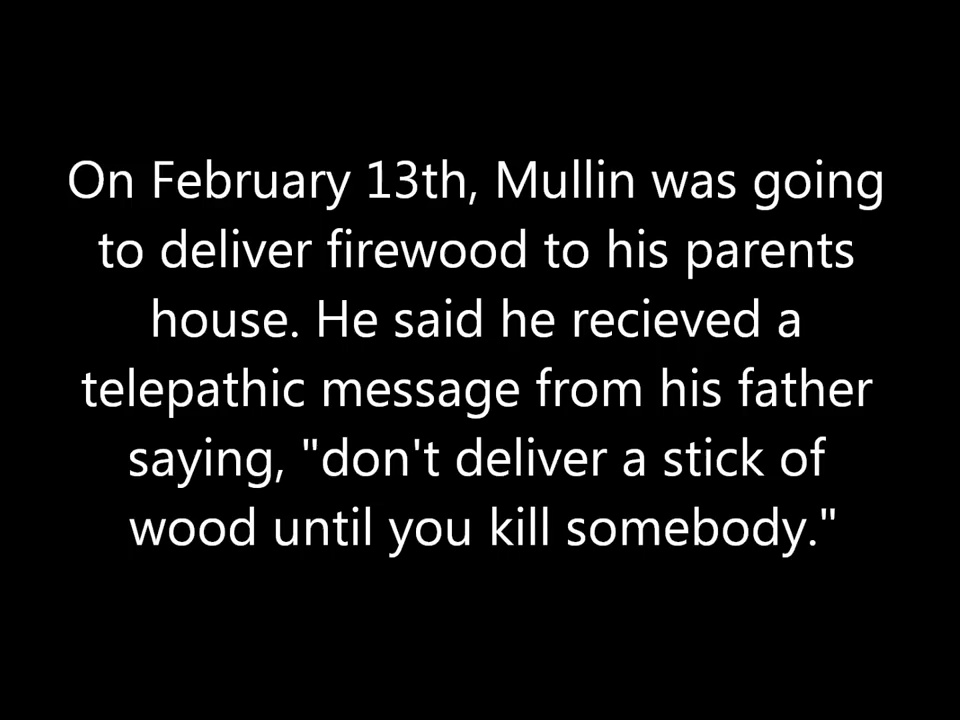 On February 13th, Mullin was going
to deliver firewood to his parents
house. He said he recieved a
telepathic message from his father
saying, "don't deliver a stick of
wood until you kill somebody."